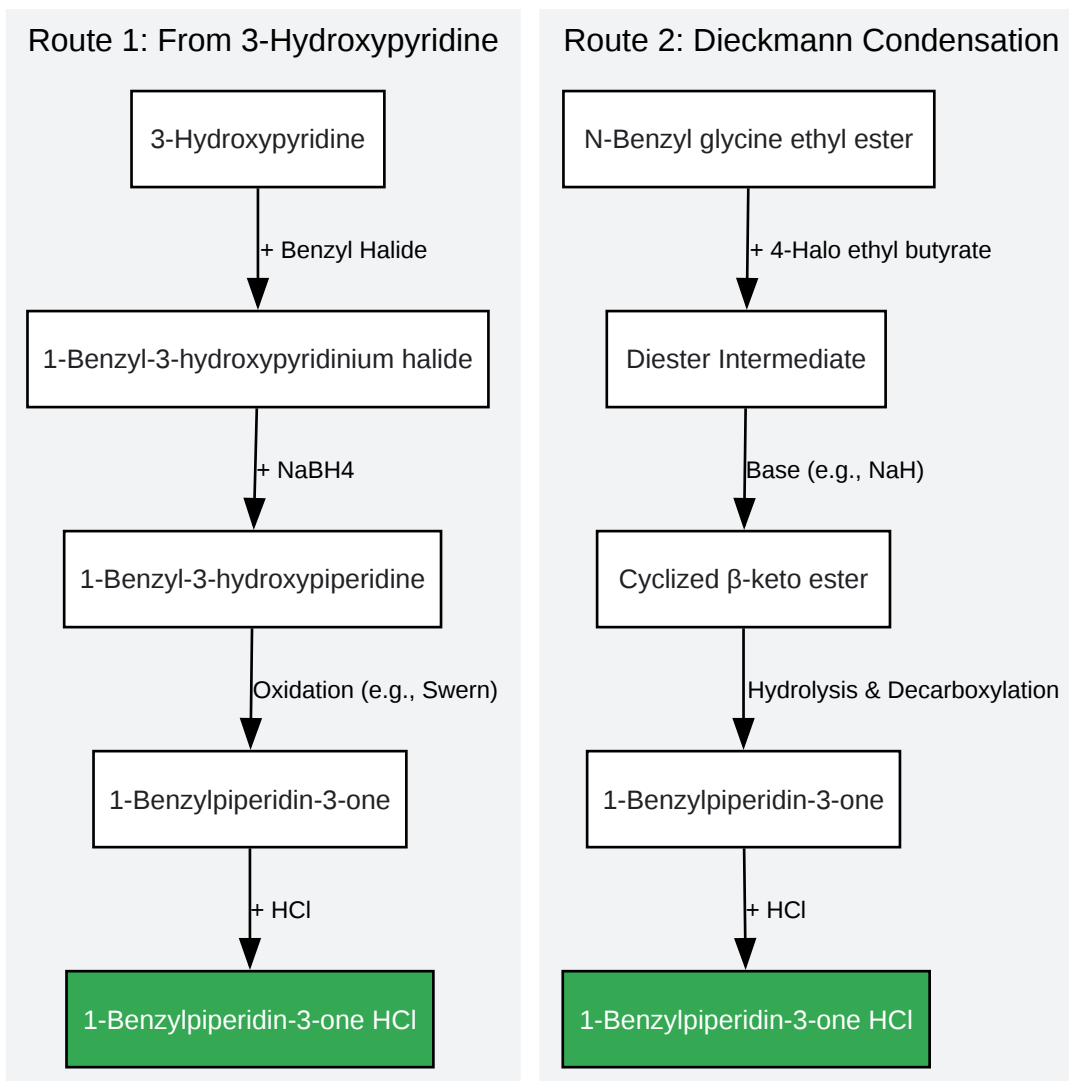 Route 1: From 3-Hydroxypyridine
3-Hydroxypyridine
+ Benzyl Halide
1-Benzyl-3-hydroxypyridinium halide
+ NaBH4
1-Benzyl-3-hydroxypiperidine
Oxidation (e.g., Swern)
1-Benzylpiperidin-3-one
+ HCl
1-Benzylpiperidin-3-one HCl
Route 2: Dieckmann Condensation
N-Benzyl glycine ethyl ester
+ 4-Halo ethyl butyrate
Diester Intermediate
Base (e.g., NaH)
Cyclized β-keto ester
Hydrolysis & Decarboxylation
1-Benzylpiperidin-3-one
+ HCl
1-Benzylpiperidin-3-one HCl